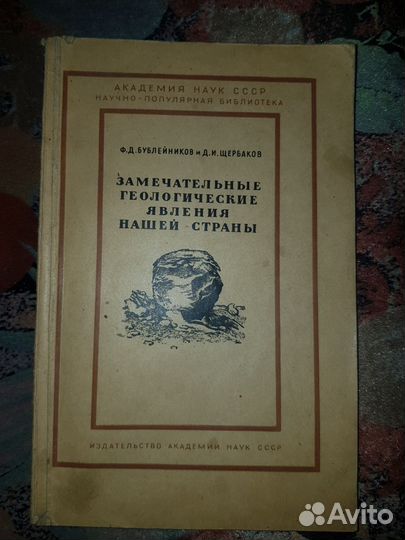 АКАДЕМИЯ НАУК СССР
НАУЧНО-ПОПУЛЯРНАЯ БИБЛИОТЕКА
Ф.Д.БУБЛЕЙНИКОВ и Д.И.ЩЕРБАКОВ
ЗАМЕЧАТЕЛЬНЫЕ
ГЕОЛОГИЧЕСКИЕ
ЯВЛЕНИЯ
НАШЕЙ СТРАНЫ
ИЗДАТЕЛЬСТВО АКАДЕМИИ НАУК СССР
Avito